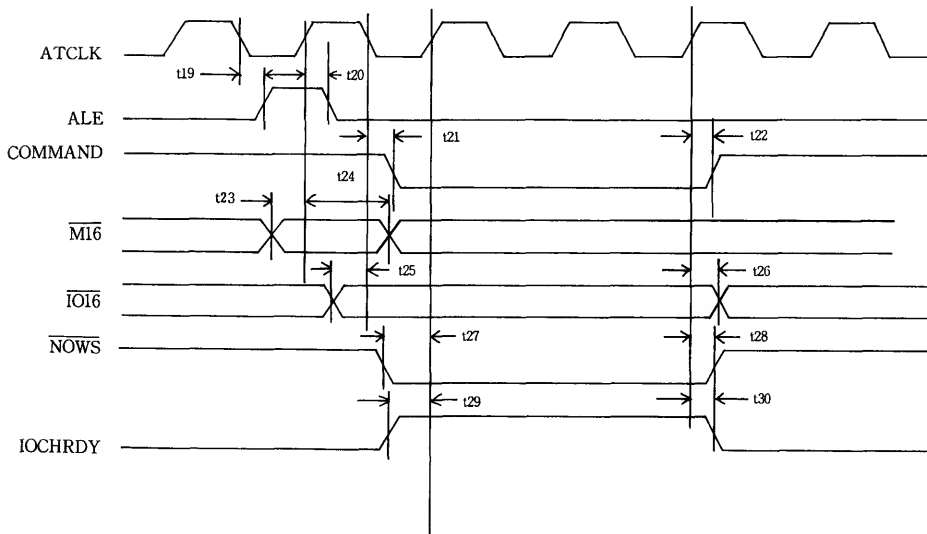 ATCLK
t19
t20
ALE
t21
t22
COMMAND
t24
t23
M16
t25
t26
IO16
t27
t28
NOWS
t29
t30
IOCHRDY